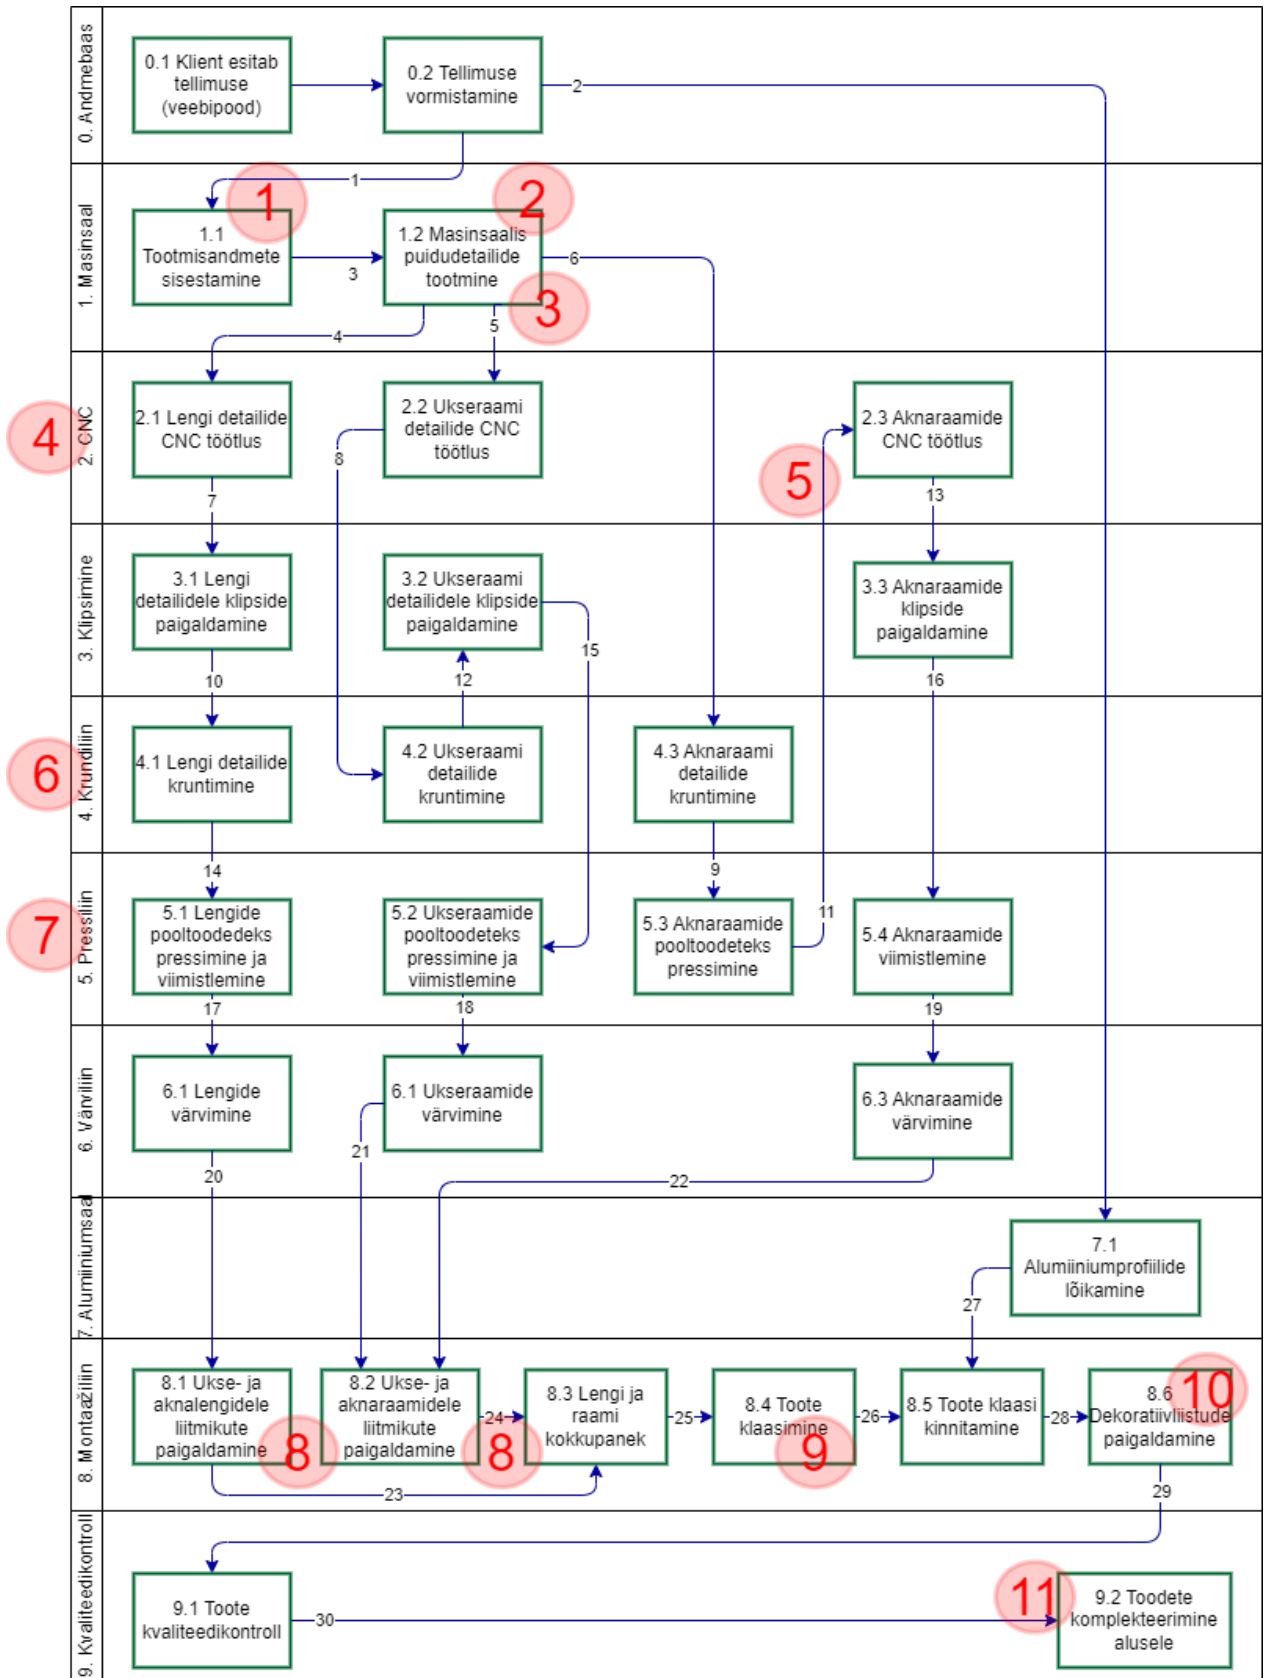 0. Andmebaas
0.1 Klient esitab
tellimuse
(veebipood)
0.2 Tellimuse
vormistamine
2
1
1. Masinsaal
1
1.1
Tootmisandmete
sisestamine
3
2
1.2 Masinsaalis
puidudetailide
tootmine
3
6
4
5
2. CNC
4
2.1 Lengi detailide
CNC töötlus
2.2 Ukseraami
detailide CNC
töötlus
8
5
2.3 Aknaraamide
CNC töötlus
7
13
3. Klipsimine
3.1 Lengi
detailidele klipside
paigaldamine
3.2 Ukseraami
detailidele klipside
paigaldamine
15
3.3 Aknaraamide
klipside
paigaldamine
10
12
16
4. Krundiliin
6
4.1 Lengi detailide
kruntimine
4.2 Ukseraami
detailide
kruntimine
4.3 Aknaraami
detailide
kruntimine
14
9
5. Pressiliin
7
5.1 Lengide
pooltoodedeks
pressimine ja
viimistlemine
5.2 Ukseraamide
pooltoodeteks
pressimine ja
viimistlemine
5.3 Aknaraamide
pooltoodeteks
pressimine
11
5.4 Aknaraamide
viimistlemine
17
18
19
6. Värviliin
6.1 Lengide
värvimine
6.1 Ukseraamide
värvimine
6.3 Aknaraamide
värvimine
21
20
22
7. Alumiiniumsaal
7.1
Alumiiniumprofiilide
lõikamine
27
8. Montaažiliin
8.1 Ukse- ja
aknalengidele
liitmikute
paigaldamine
8
8.2 Ukse- ja
aknaraamidele
liitmikute
paigaldamine
8
24
8.3 Lengi ja
raami
kokkupanek
25
8.4 Toote
klaasimine
9
26
8.5 Toote klaasi
kinnitamine
28
10
8.6
Dekoratiivliistude
paigaldamine
23
29
9. Kvaliteedikontroll
9.1 Toote
kvaliteedikontroll
30
11
9.2 Toodete
komplekteerimine
alusele